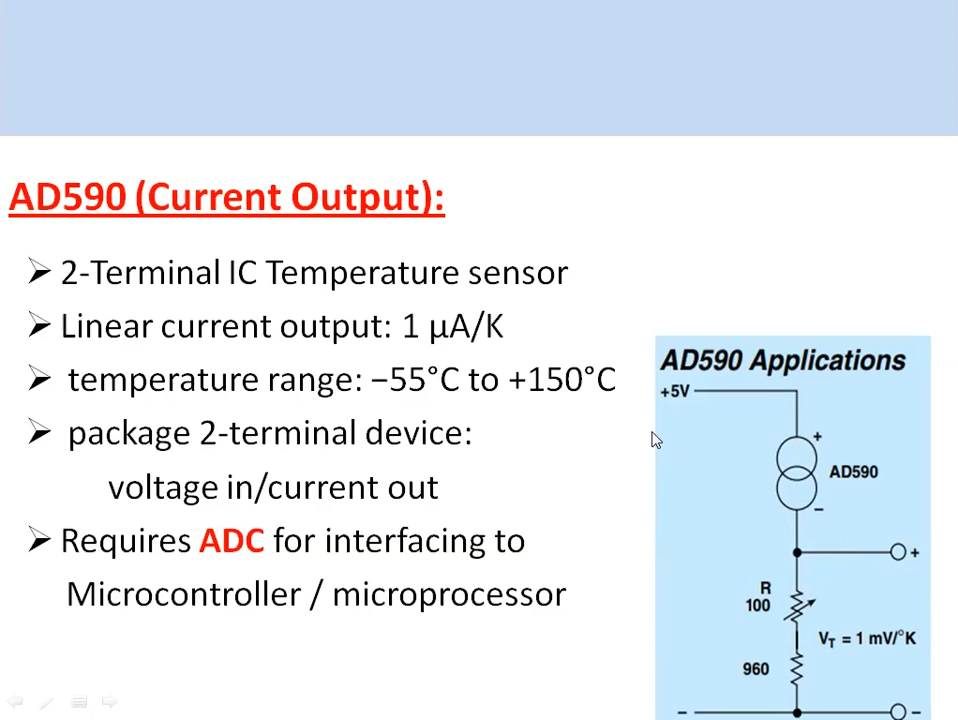 AD590 (Current Output):
➢ 2-Terminal IC Temperature sensor
➢ Linear current output: 1 µA/K
➢ temperature range: −55°C to +150°C
➢ package 2-terminal device:
voltage in/current out
➢ Requires ADC for interfacing to
Microcontroller / microprocessor
AD590 Applications
+5V
+
AD590
−
+
R
100
VT = 1 mV/°K
960
−
−